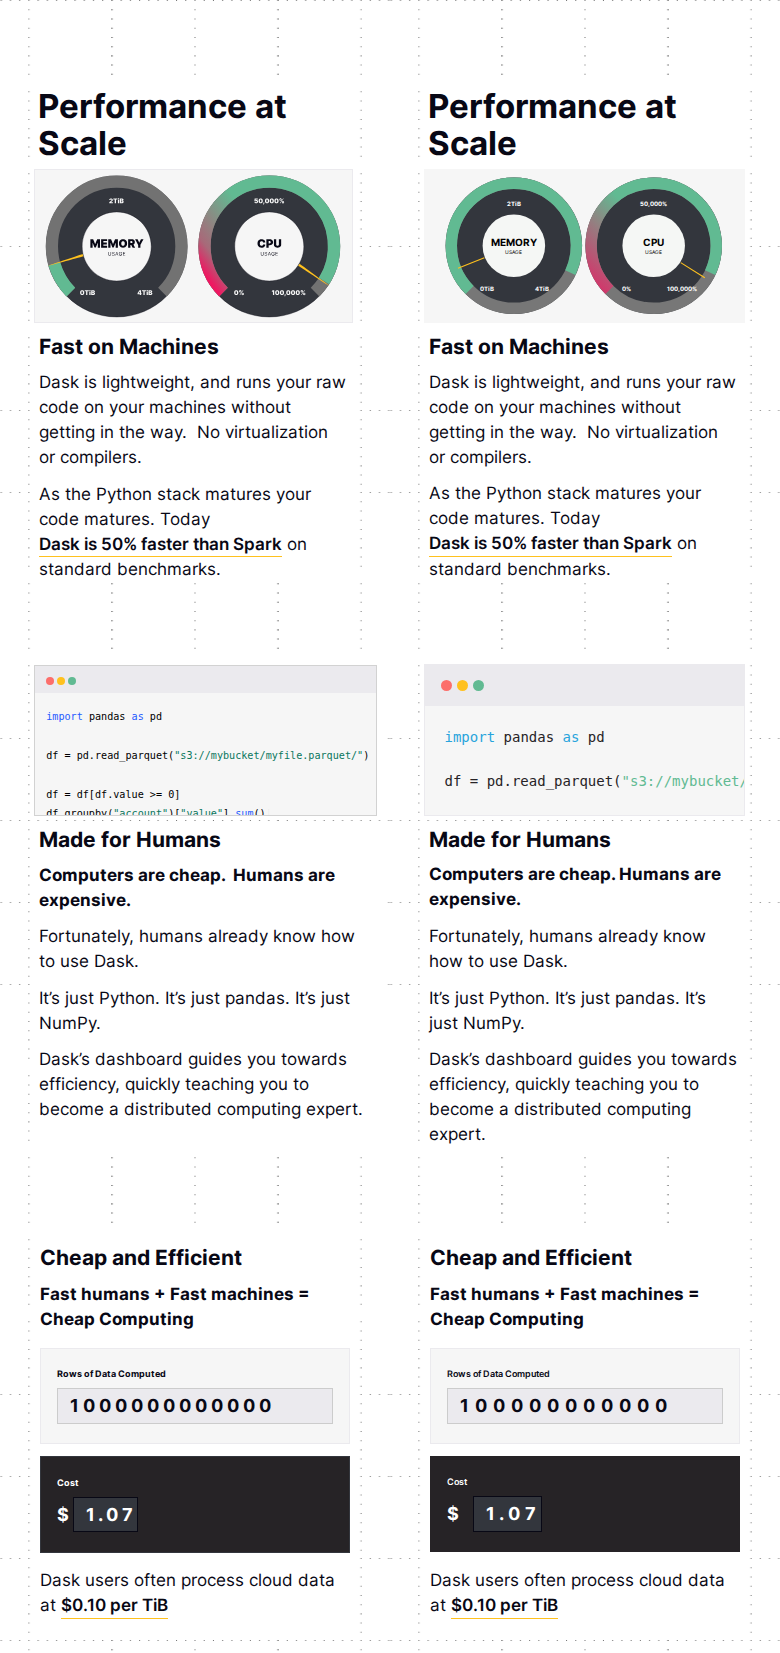 Performance at
Scale
2TiB
MEMORY
USAGE
0TiB 4TiB
50,000%
CPU
USAGE
0% 100,000%
Fast on Machines
Dask is lightweight, and runs your raw
code on your machines without
getting in the way.  No virtualization
or compilers.
As the Python stack matures your
code matures. Today
Dask is 50% faster than Spark on
standard benchmarks.
import pandas as pd
df = pd.read_parquet("s3://mybucket/myfile.parquet/")
df = df[df.value >= 0]
df.groupby("account")["value"].sum()
Made for Humans
Computers are cheap.  Humans are
expensive.
Fortunately, humans already know how
to use Dask.
It’s just Python. It’s just pandas. It’s just
NumPy.
Dask’s dashboard guides you towards
efficiency, quickly teaching you to
become a distributed computing expert.
Cheap and Efficient
Fast humans + Fast machines =
Cheap Computing
Rows of Data Computed
1000000000000
Cost
$ 1.07
Dask users often process cloud data
at $0.10 per TiB
Performance at
Scale
2TiB
MEMORY
USAGE
0TiB 4TiB
50,000%
CPU
USAGE
0% 100,000%
Fast on Machines
Dask is lightweight, and runs your raw
code on your machines without
getting in the way.  No virtualization
or compilers.
As the Python stack matures your
code matures. Today
Dask is 50% faster than Spark on
standard benchmarks.
import pandas as pd
df = pd.read_parquet("s3://mybucket/
Made for Humans
Computers are cheap. Humans are
expensive.
Fortunately, humans already know
how to use Dask.
It’s just Python. It’s just pandas. It’s
just NumPy.
Dask’s dashboard guides you towards
efficiency, quickly teaching you to
become a distributed computing
expert.
Cheap and Efficient
Fast humans + Fast machines =
Cheap Computing
Rows of Data Computed
100000000000
Cost
$ 1.07
Dask users often process cloud data
at $0.10 per TiB